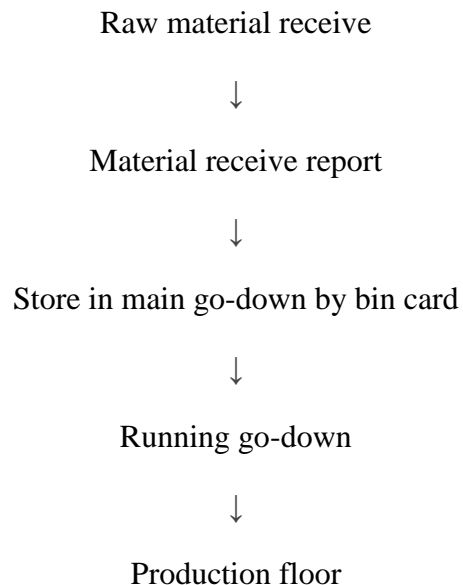 Raw material receive
↓
Material receive report
↓
Store in main go-down by bin card
↓
Running go-down
↓
Production floor